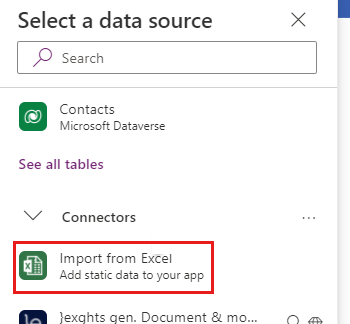 Select a data source
Search
Contacts
Microsoft Dataverse
See all tables
Connectors
Import from Excel
Add static data to your app
}exghts gen. Document & mo...